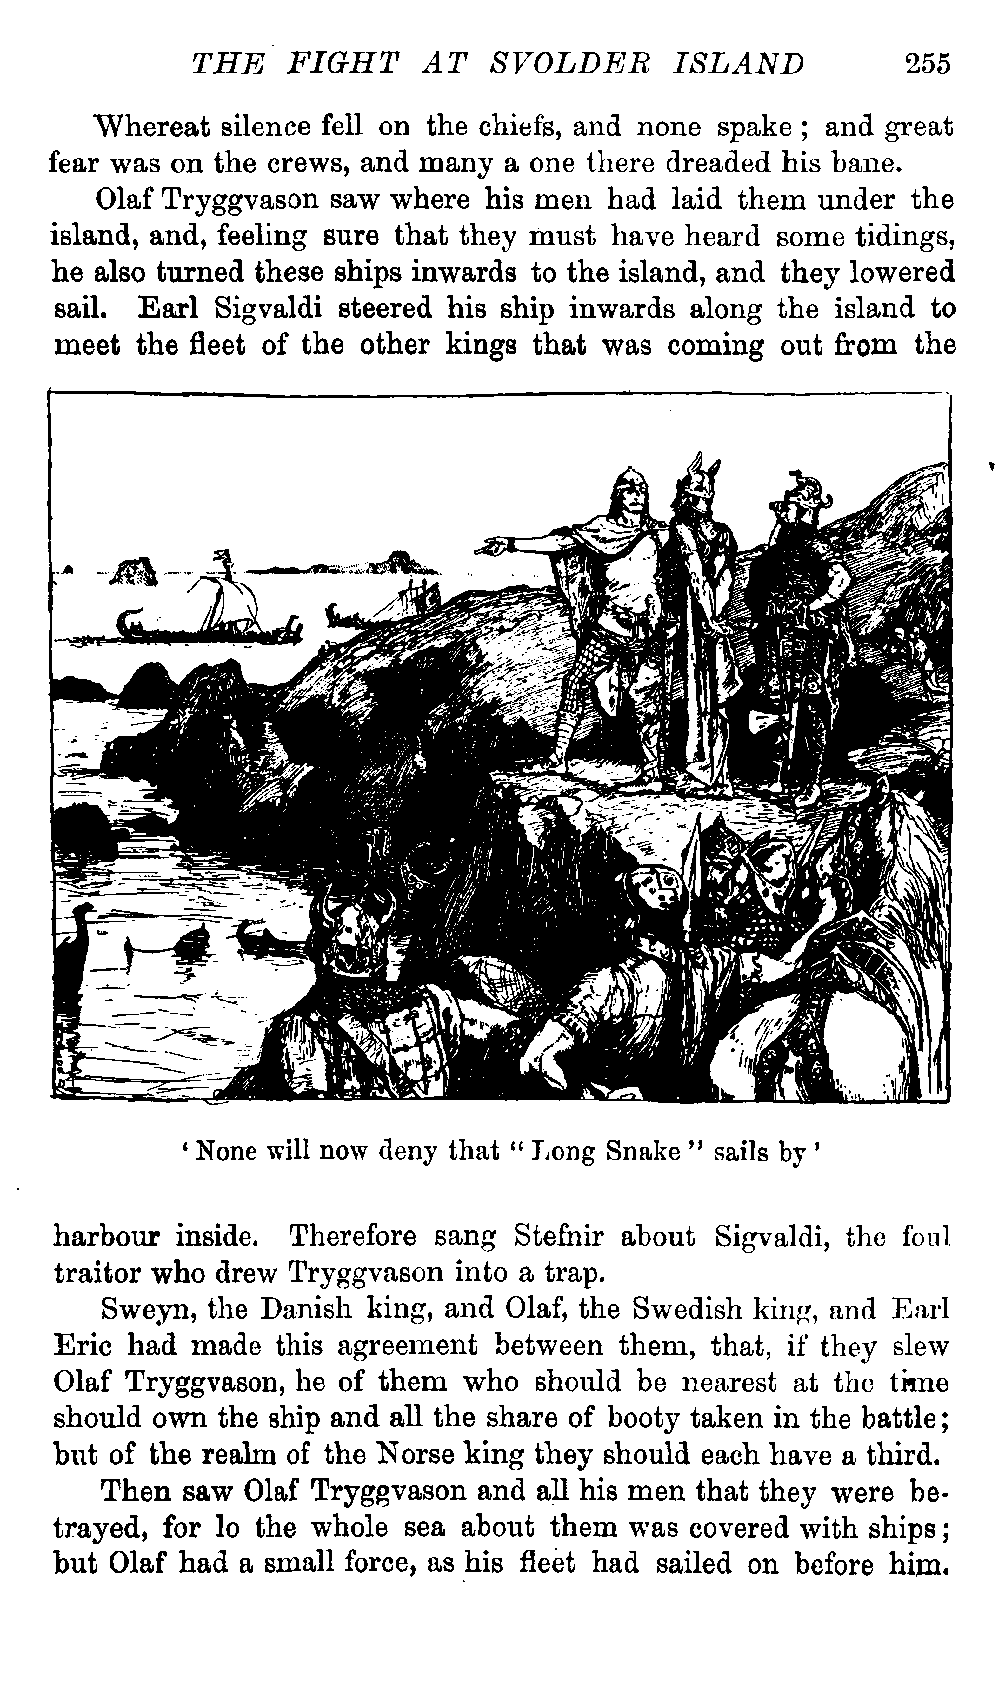 THE FIGHT AT SVOLDER ISLAND 255
Whereat silence fell on the chiefs, and none spake ; and great
fear was on the crews, and many a one there dreaded his bane.
Olaf Tryggvason saw where his men had laid them under the
island, and, feeling sure that they must have heard some tidings,
he also turned these ships inwards to the island, and they lowered
sail. Earl Sigvaldi steered his ship inwards along the island to
meet the fleet of the other kings that was coming out from the
‘ None will now deny that “ Long Snake ” sails by ’
harbour inside. Therefore sang Stefnir about Sigvaldi, the foul
traitor who drew Tryggvason into a trap.
Sweyn, the Danish king, and Olaf, the Swedish king, and Earl
Eric had made this agreement between them, that, if they slew
Olaf Tryggvason, he of them who should be nearest at the time
should own the ship and all the share of booty taken in the battle;
but of the realm of the Norse king they should each have a third.
Then saw Olaf Tryggvason and all his men that they were be-
trayed, for lo the whole sea about them was covered with ships;
but Olaf had a small force, as his fleet had sailed on before him.